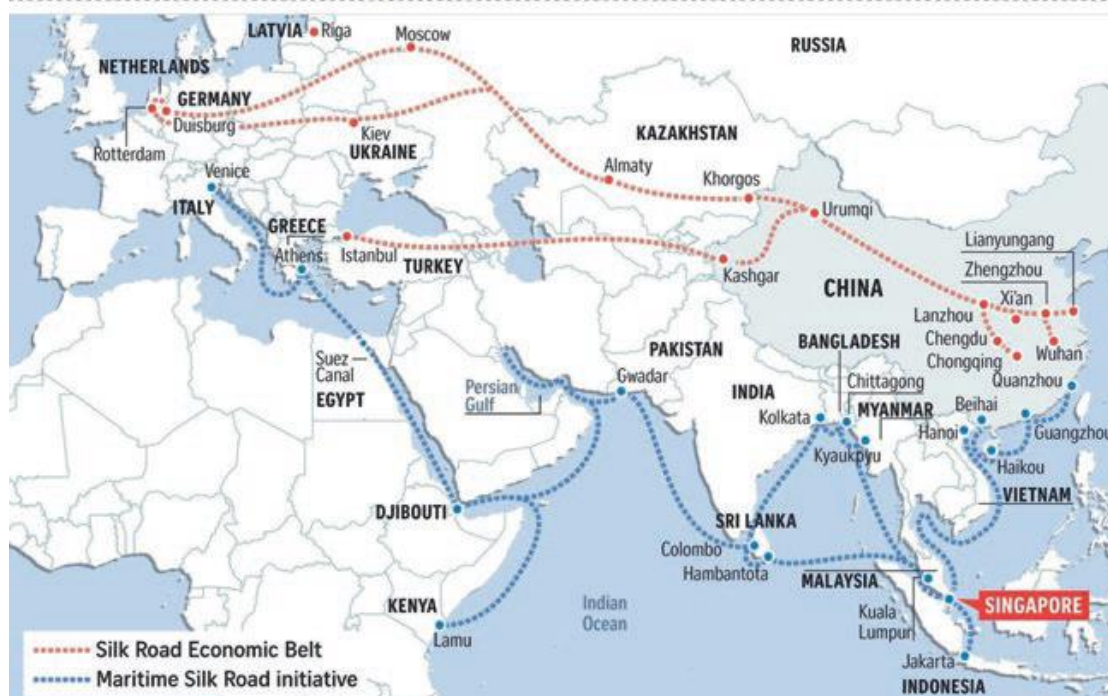 LATVIA
Riga
Moscow
RUSSIA
NETHERLANDS
GERMANY
Duisburg
Rotterdam
Kiev
UKRAINE
KAZAKHSTAN
Almaty
Khorgos
Urumqi
Venice
ITALY
GREECE
Athens
Istanbul
TURKEY
Kashgar
Lianyungang
Zhengzhou
CHINA
Xi'an
Lanzhou
Chengdu
Chongqing
Wuhan
Quanzhou
PAKISTAN
BANGLADESH
Suez
Canal
EGYPT
Persian
Gulf
Gwadar
INDIA
Chittagong
Kolkata
MYANMAR
Beihai
Hanoi
Guangzhou
Kyaukpyu
Haikou
VIETNAM
DJIBOUTI
SRI LANKA
Colombo
Hambantota
MALAYSIA
Kuala
Lumpur
SINGAPORE
KENYA
Lamu
Indian
Ocean
Jakarta
INDONESIA
Silk Road Economic Belt
Maritime Silk Road initiative